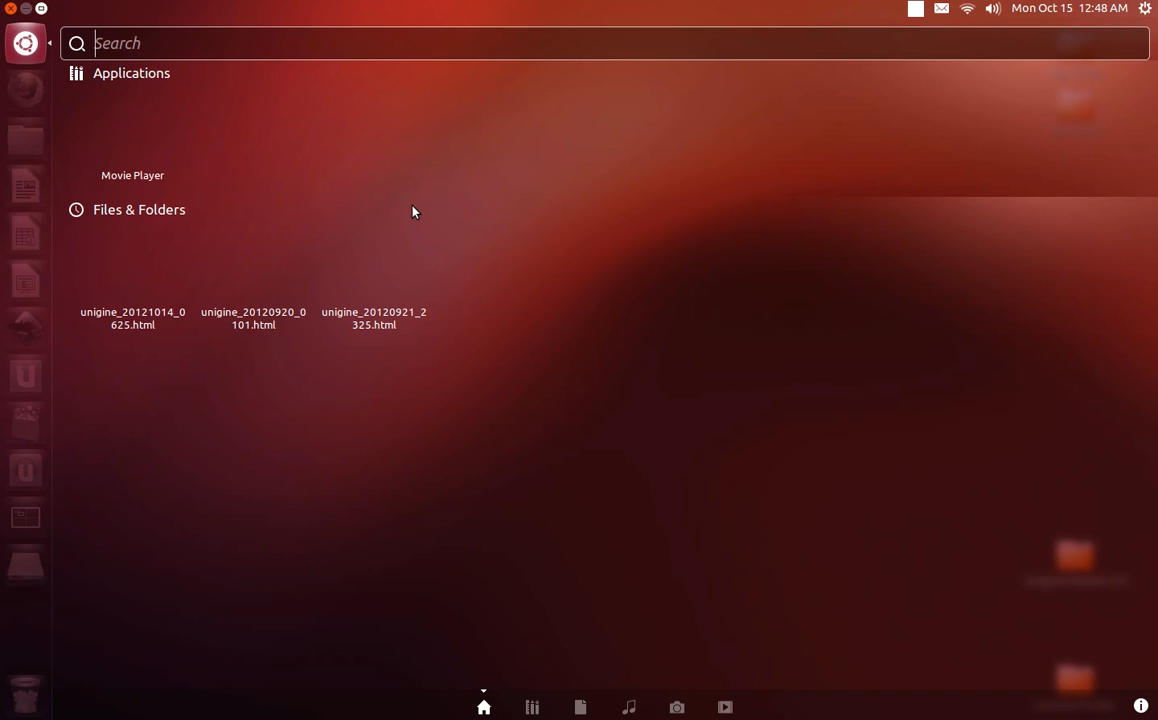 Mon Oct 15 12:48 AM
Search
Applications
Movie Player
Files & Folders
unigine_20121014_0
625.html
unigine_20120920_0
101.html
unigine_20120921_2
325.html